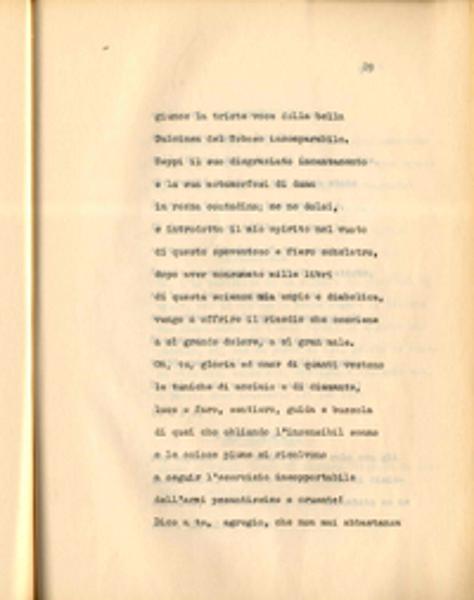 29
giunse la triste voce della bella
Dulcinea del Toboso incomparabile.
Seppi il suo disgraziato incantamento
e la sua metamorfosi di dama
in rozza contadina; me ne dolsi,
e introdotto il mio spirito nel vuoto
di questo spaventoso e fiero scheletro,
dopo aver consumato mille libri
di questa scienza mia empia e diabolica,
vengo a offrire il rimedio che conviene
a sì grande dolore, a sì gran male.
Oh, tu, gloria ed onor di quanti vestono
le tuniche di acciaio e di diamante,
luce e faro, sentiero, guida e bussola
di quei che obliando l'insensibil sonno
e le oziose piume si risolvono
a seguir l'esercizio insopportabile
dell'armi pesantissime e cruente!
Dico a te, egregio, che non mai abbastanza